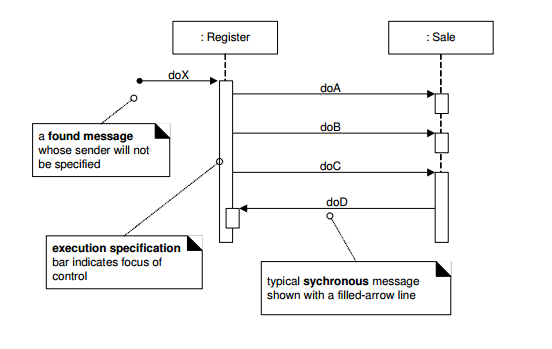 : Register
: Sale
doX
doA
doB
doC
doD
a found message
whose sender will not
be specified
execution specification
bar indicates focus of
control
typical sychronous message
shown with a filled-arrow line